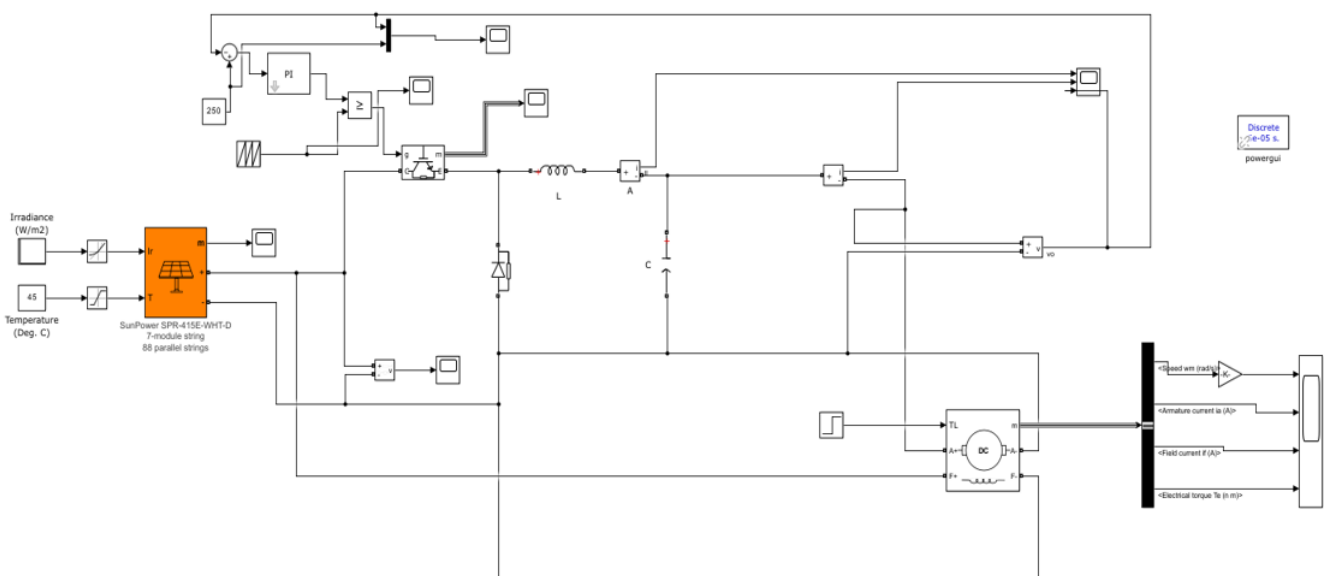 PI
250
≥
g
m
C
E
L
+
i
-
A
+
i
-
Discrete
5e-05 s.
powergui
Irradiance
(W/m2)
Ir
m
+
C
+
v
-
vo
45
T
-
Temperature
(Deg. C)
SunPower SPR-415E-WHT-D
7-module string
88 parallel strings
+
v
-
<Speed wm (rad/s)>
-K-
<Armature current ia (A)>
TL
m
A+
DC
A-
<Field current if (A)>
F+
F-
<Electrical torque Te (n m)>